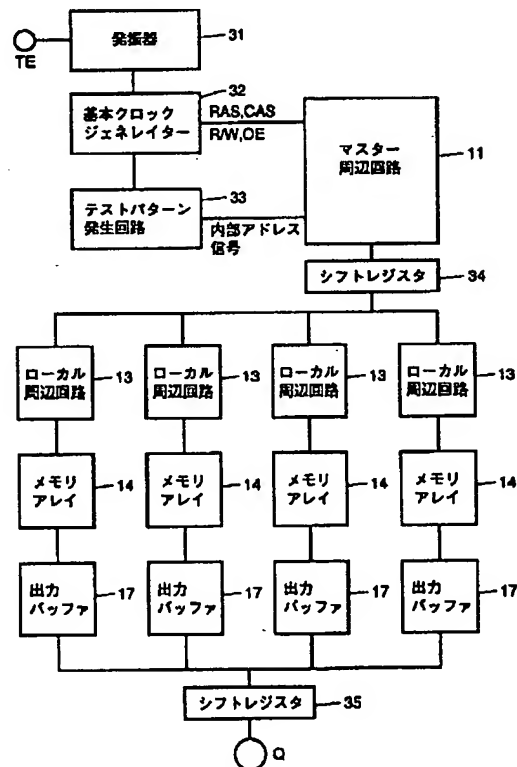 発振器
31
TE
32
基本クロック
ジェネレイター
RAS,CAS
R/W,OE
マスター
周辺回路
11
33
テストパターン
発生回路
内部アドレス
信号
シフトレジスタ
34
ローカル
周辺回路
13
ローカル
周辺回路
13
ローカル
周辺回路
13
ローカル
周辺回路
13
メモリ
アレイ
14
メモリ
アレイ
14
メモリ
アレイ
14
メモリ
アレイ
14
出力
バッファ
17
出力
バッファ
17
出力
バッファ
17
出力
バッファ
17
シフトレジスタ
35
Q